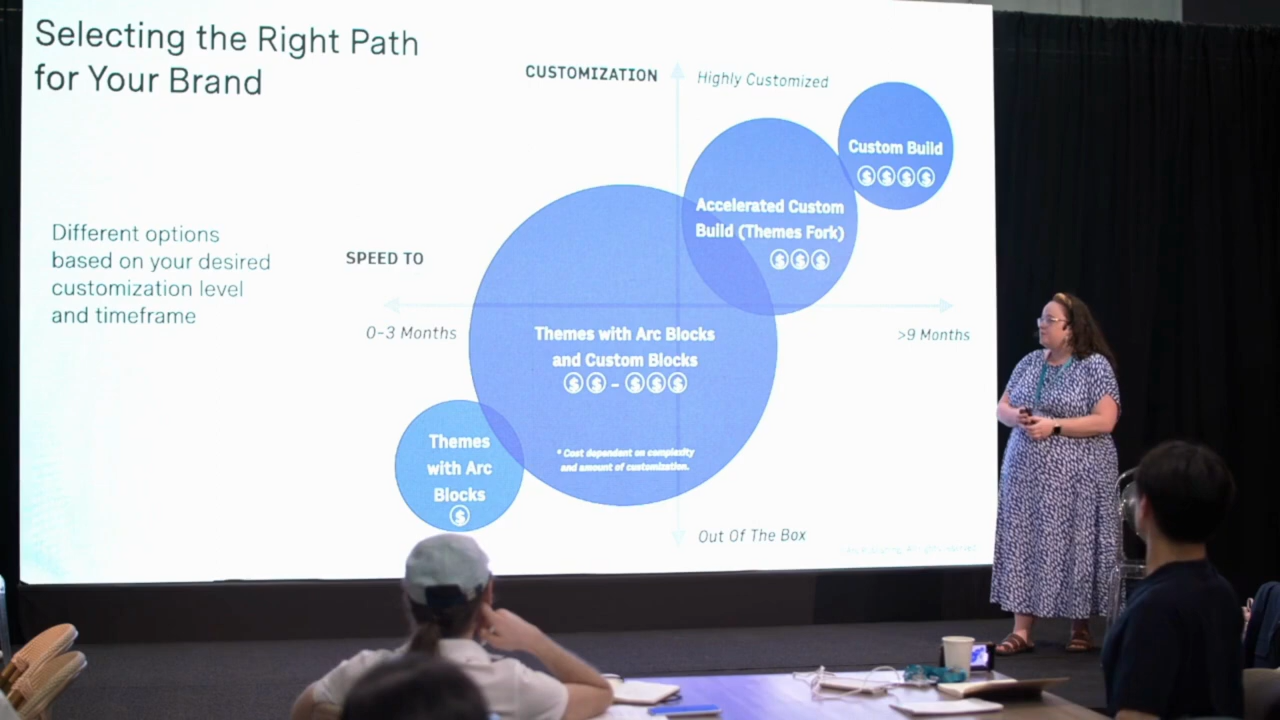 Selecting the Right Path
for Your Brand
CUSTOMIZATION
Highly Customized
Custom Build
$ $ $ $
Accelerated Custom
Build (Themes Fork)
$ $ $
Different options
based on your desired
customization level
and timeframe
SPEED TO
0-3 Months
>9 Months
Themes with Arc Blocks
and Custom Blocks
$ $ - $ $ $
* Cost dependent on complexity
and amount of customization.
Themes
with Arc
Blocks
$
Out Of The Box